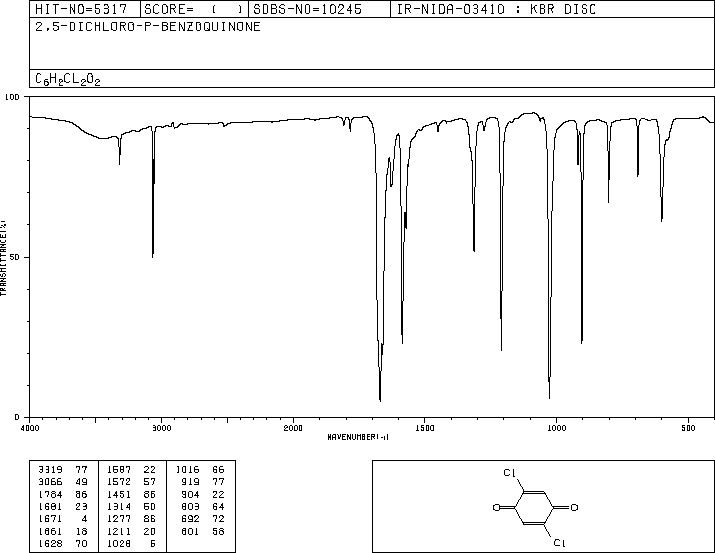 HIT-NO=5317 SCORE= ( ) SDBS-NO=10245 IR-NIDA-03410 : KBR DISC
2,5-DICHLORO-P-BENZOQUINONE
C6H2CL2O2
100
50
0
TRANSMITTANCE(%)
4000 3000 2000 1500 1000 500
WAVENUMBER(-1)
3319 77 1587 22 1016 66
3066 49 1572 57 919 77
1784 86 1451 86 904 22
1681 23 1314 50 803 64
1671 4 1277 86 692 72
1661 18 1211 20 601 58
1628 70 1028 5
Cl
O O
Cl